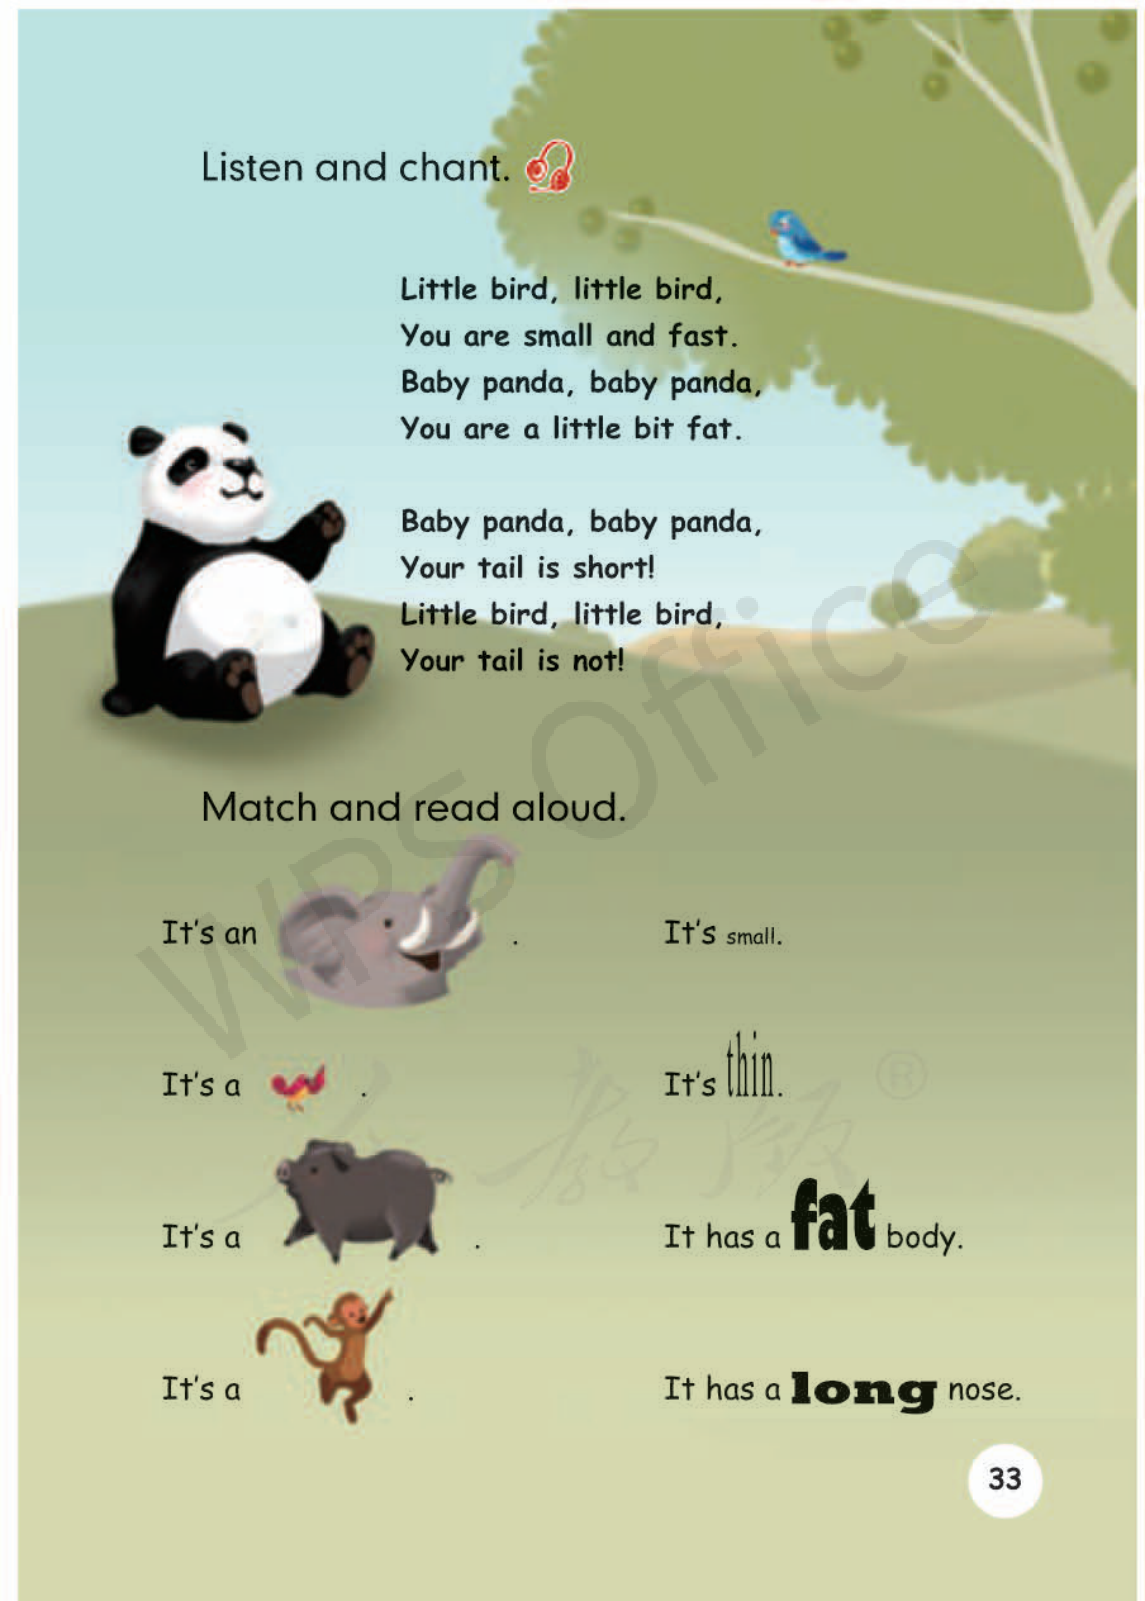 Listen and chant.
Little bird, little bird,
You are small and fast.
Baby panda, baby panda,
You are a little bit fat.
Baby panda, baby panda,
Your tail is short!
Little bird, little bird,
Your tail is not!
Match and read aloud.
It's an .
It's small.
It's a .
It's thin.
It's a .
It has a fat body.
It's a .
It has a long nose.
33
WPS Office
教版®